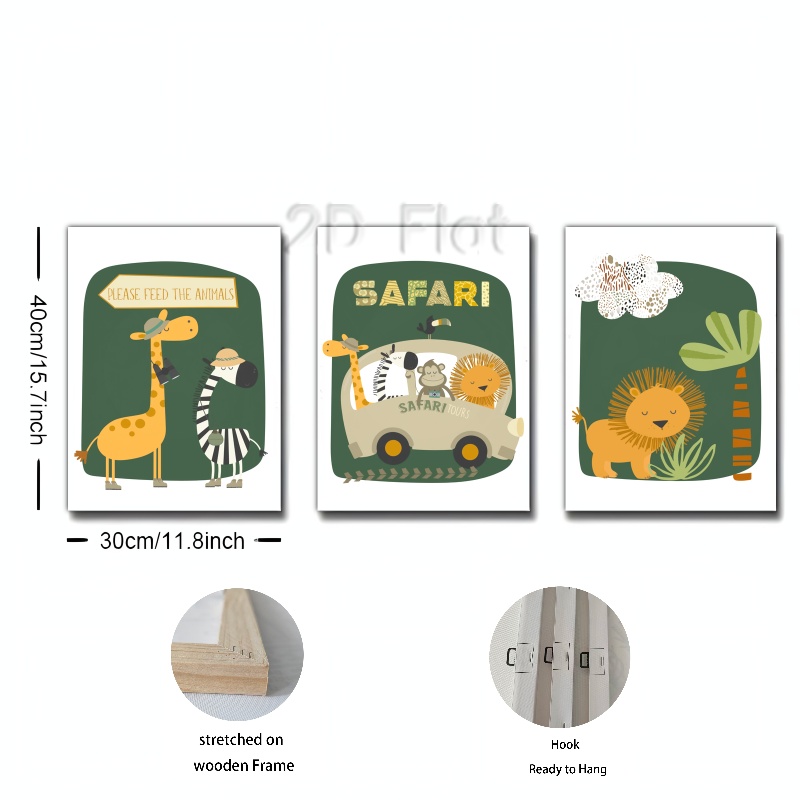 2D Flat
PLEASE FEED THE ANIMALS
SAFARI
SAFARI TOURS
40cm/15.7inch
30cm/11.8inch
stretched on
wooden Frame
Hook
Ready to Hang